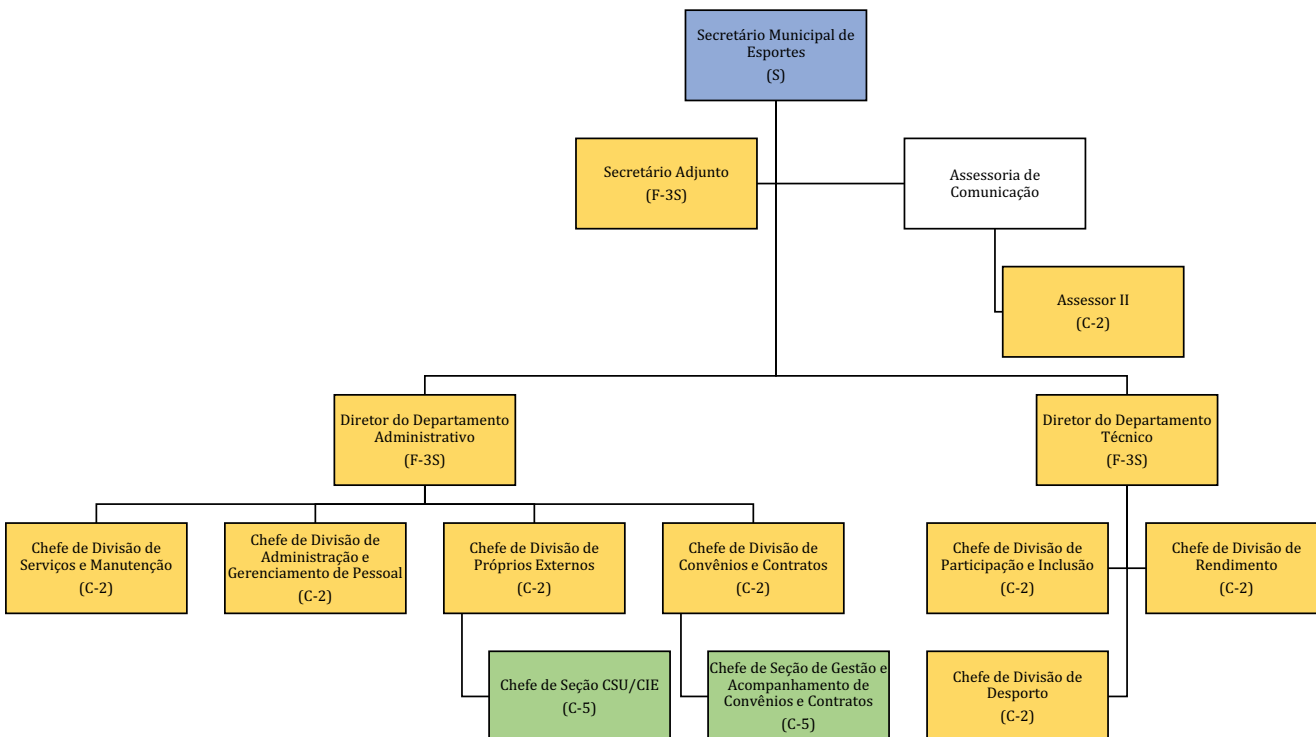 Secretário Municipal de
Esportes
(S)
Secretário Adjunto
(F-3S)
Assessoria de
Comunicação
Assessor II
(C-2)
Diretor do Departamento
Administrativo
(F-3S)
Diretor do Departamento
Técnico
(F-3S)
Chefe de Divisão de
Serviços e Manutenção
(C-2)
Chefe de Divisão de
Administração e
Gerenciamento de Pessoal
(C-2)
Chefe de Divisão de
Próprios Externos
(C-2)
Chefe de Divisão de
Convênios e Contratos
(C-2)
Chefe de Divisão de
Participação e Inclusão
(C-2)
Chefe de Divisão de
Rendimento
(C-2)
Chefe de Seção CSU/CIE
(C-5)
Chefe de Seção de Gestão e
Acompanhamento de
Convênios e Contratos
(C-5)
Chefe de Divisão de
Desporto
(C-2)